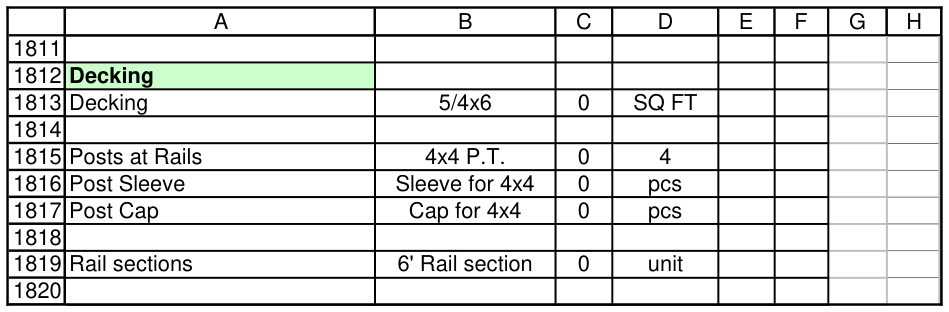 A B C D E F G H
1811
1812 Decking
1813 Decking 5/4x6 0 SQ FT
1814
1815 Posts at Rails 4x4 P.T. 0 4
1816 Post Sleeve Sleeve for 4x4 0 pcs
1817 Post Cap Cap for 4x4 0 pcs
1818
1819 Rail sections 6' Rail section 0 unit
1820